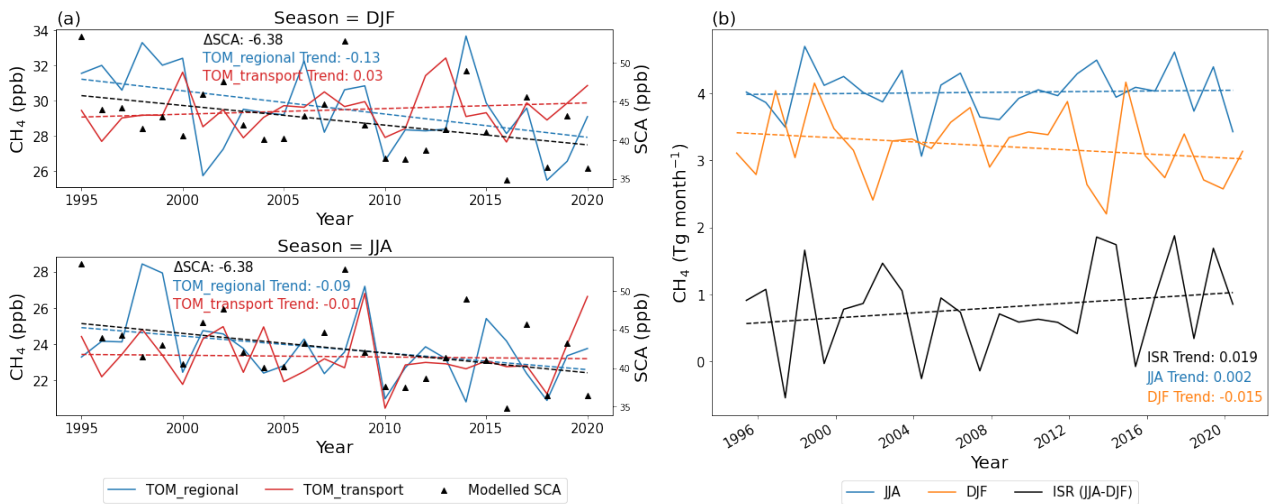 (a)
Season = DJF
ΔSCA: -6.38
TOM_regional Trend: -0.13
TOM_transport Trend: 0.03
CH₄ (ppb)
34
32
30
28
26
SCA (ppb)
50
45
40
35
1995
2000
2005
2010
2015
2020
Year
Season = JJA
ΔSCA: -6.38
TOM_regional Trend: -0.09
TOM_transport Trend: -0.01
CH₄ (ppb)
28
26
24
22
SCA (ppb)
50
45
40
35
1995
2000
2005
2010
2015
2020
Year
TOM_regional
TOM_transport
Modelled SCA
(b)
CH₄ (Tg month⁻¹)
5
4
3
2
1
0
ISR Trend: 0.019
JJA Trend: 0.002
DJF Trend: -0.015
1996
2000
2004
2008
2012
2016
2020
Year
JJA
DJF
ISR (JJA-DJF)